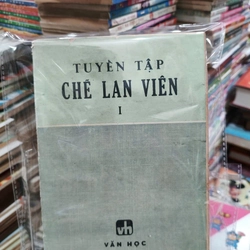 TUYỂN TẬP
CHẾ LAN VIÊN
I
vh
VĂN HỌC